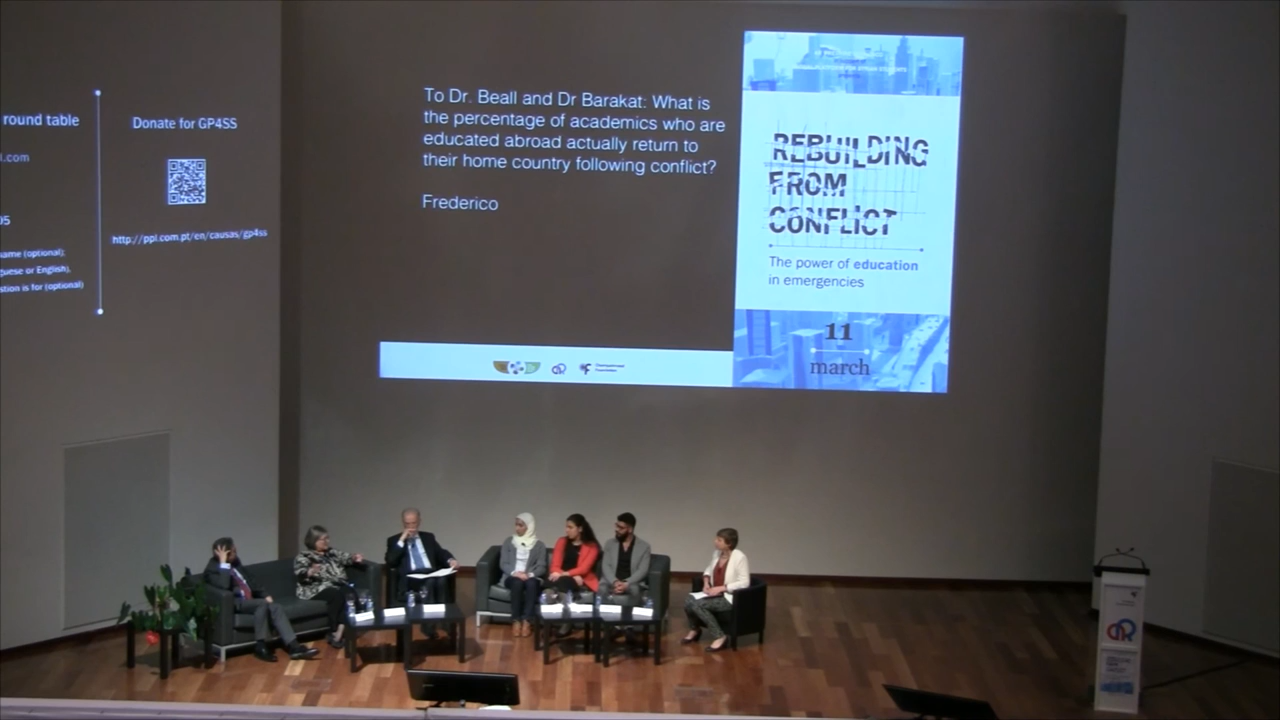 round table
l.com
05
ame (optional);
guese or English),
stion is for (optional)
Donate for GP4SS
http://ppl.com.pt/en/causas/gp4ss
To Dr. Beall and Dr Barakat: What is
the percentage of academics who are
educated abroad actually return to
their home country following conflict?
Frederico
REBUILDING
FROM
CONFLICT
The power of education
in emergencies
11
march